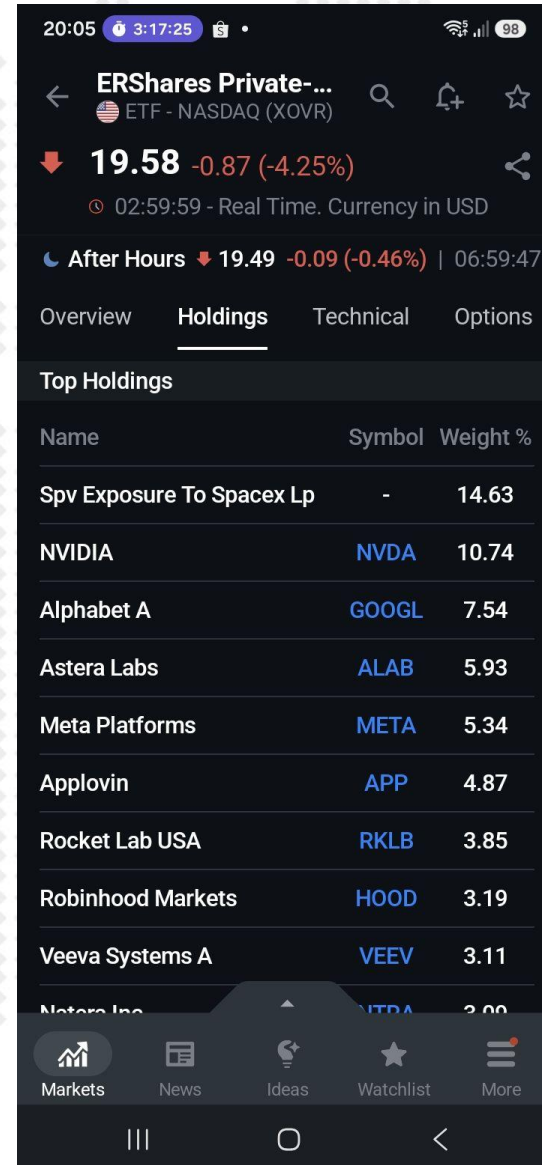 20:05 3:17:25 S •
98
ERShares Private-...
ETF - NASDAQ (XOVR)
19.58 -0.87 (-4.25%)
02:59:59 - Real Time. Currency in USD
After Hours 19.49 -0.09 (-0.46%) | 06:59:47
Overview Holdings Technical Options
Top Holdings
Name Symbol Weight %
Spv Exposure To Spacex Lp - 14.63
NVIDIA NVDA 10.74
Alphabet A GOOGL 7.54
Astera Labs ALAB 5.93
Meta Platforms META 5.34
Applovin APP 4.87
Rocket Lab USA RKLB 3.85
Robinhood Markets HOOD 3.19
Veeva Systems A VEEV 3.11
Natera Inc NTRA 3.09
Markets News Ideas Watchlist More